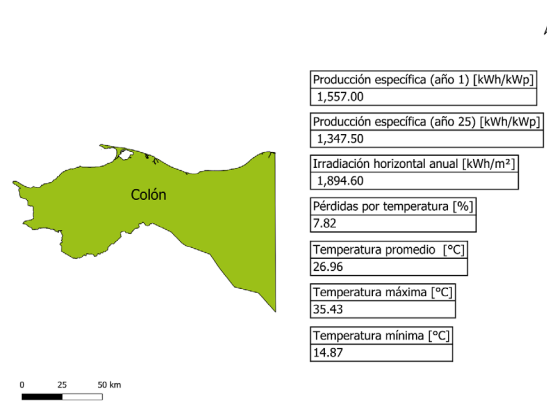 Producción específica (año 1) [kWh/kWp]
1,557.00
Producción específica (año 25) [kWh/kWp]
1,347.50
Irradiación horizontal anual [kWh/m²]
1,894.60
Colón
Pérdidas por temperatura [%]
7.82
Temperatura promedio [°C]
26.96
Temperatura máxima [°C]
35.43
Temperatura mínima [°C]
14.87
0 25 50 km